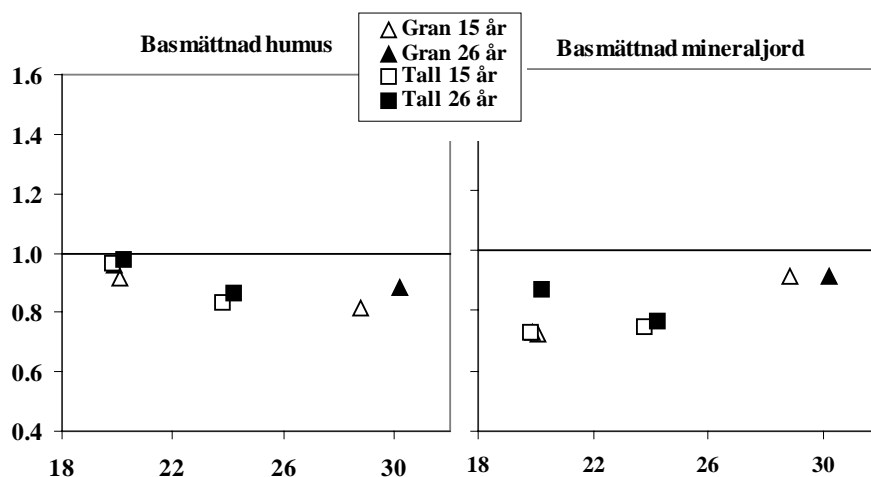 Basmättnad humus
Gran 15 år
Gran 26 år
Tall 15 år
Tall 26 år
Basmättnad mineraljord
1.6
1.4
1.2
1.0
0.8
0.6
0.4
18 22 26 30
18 22 26 30